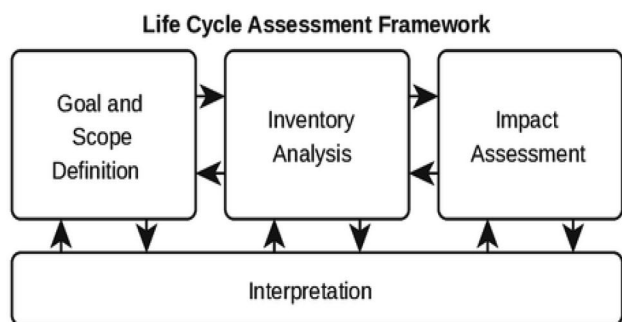 Life Cycle Assessment Framework
Goal and
Scope
Definition
Inventory
Analysis
Impact
Assessment
Interpretation